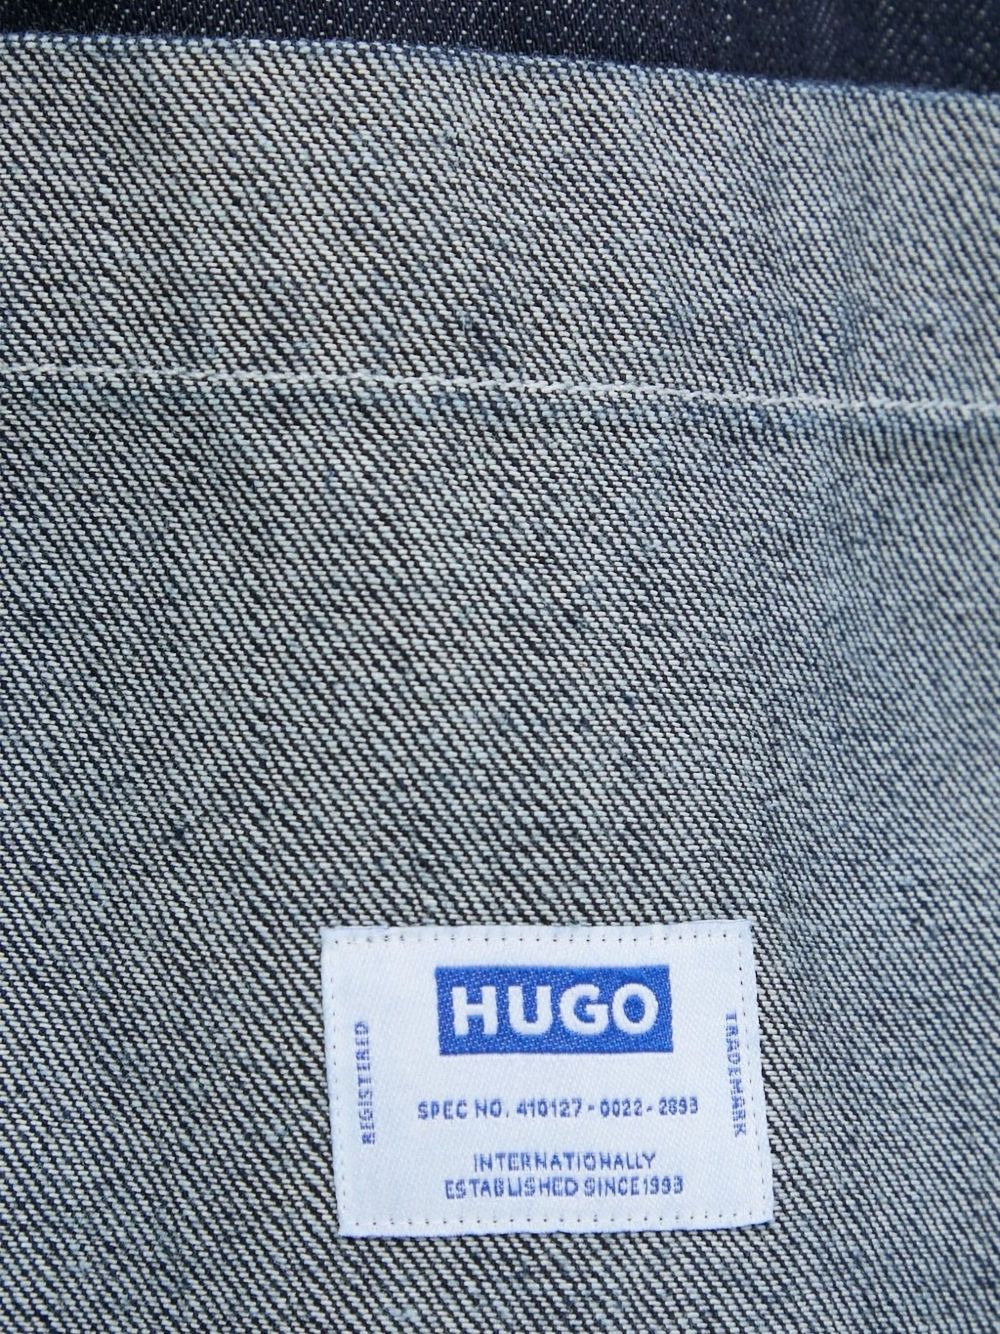 HUGO
REGISTERED
TRADEMARK
SPEC NO. 410127-0022-2893
INTERNATIONALLY
ESTABLISHED SINCE 1993